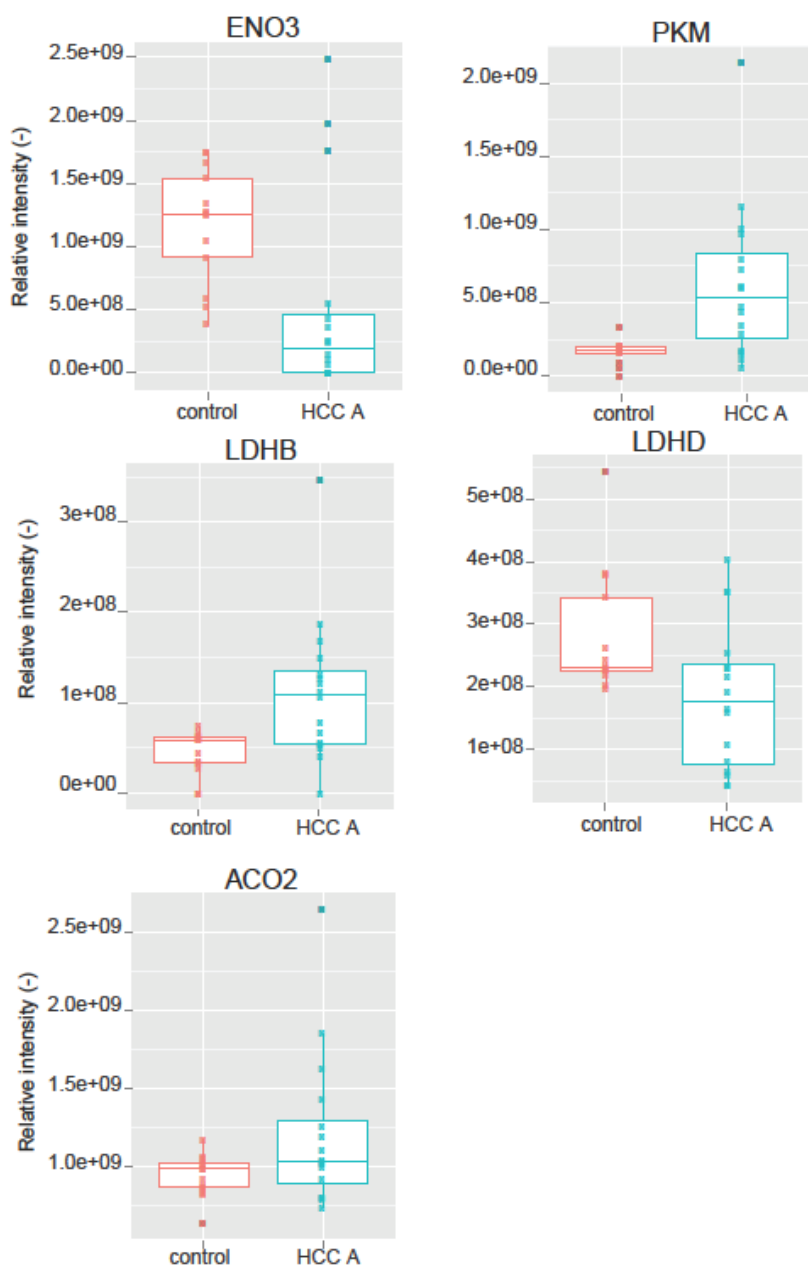 ENO3
Relative intensity (-)
2.5e+09
2.0e+09
1.5e+09
1.0e+09
5.0e+08
0.0e+00
control HCC A
PKM
2.0e+09
1.5e+09
1.0e+09
5.0e+08
0.0e+00
control HCC A
LDHB
Relative intensity (-)
3e+08
2e+08
1e+08
0e+00
control HCC A
LDHD
5e+08
4e+08
3e+08
2e+08
1e+08
control HCC A
ACO2
Relative intensity (-)
2.5e+09
2.0e+09
1.5e+09
1.0e+09
control HCC A